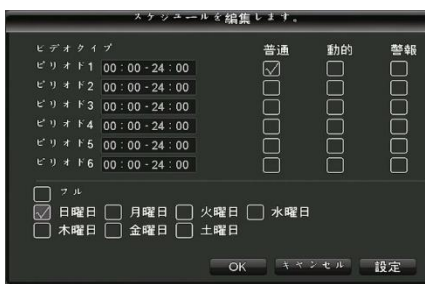 スケジュールを編集します。
ビデオタイプ 普通 動的 警報
ピリオド1 00:00-24:00
ピリオド2 00:00-24:00
ピリオド3 00:00-24:00
ピリオド4 00:00-24:00
ピリオド5 00:00-24:00
ピリオド6 00:00-24:00
フル
日曜日 月曜日 火曜日 水曜日
木曜日 金曜日 土曜日
OK キャンセル 設定